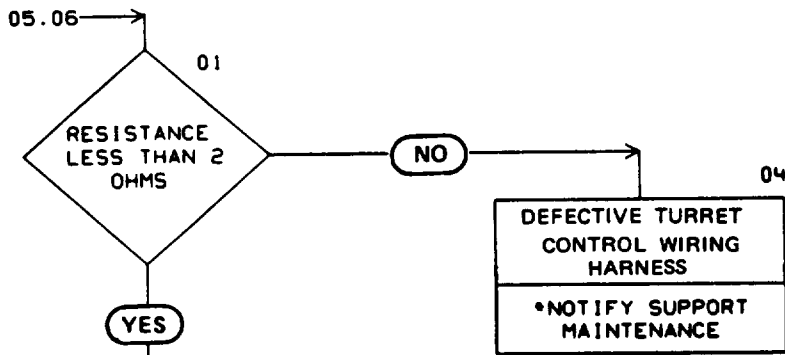 05.06
01
RESISTANCE
LESS THAN 2
OHMS
NO
04
DEFECTIVE TURRET
CONTROL WIRING
HARNESS
*NOTIFY SUPPORT
MAINTENANCE
YES